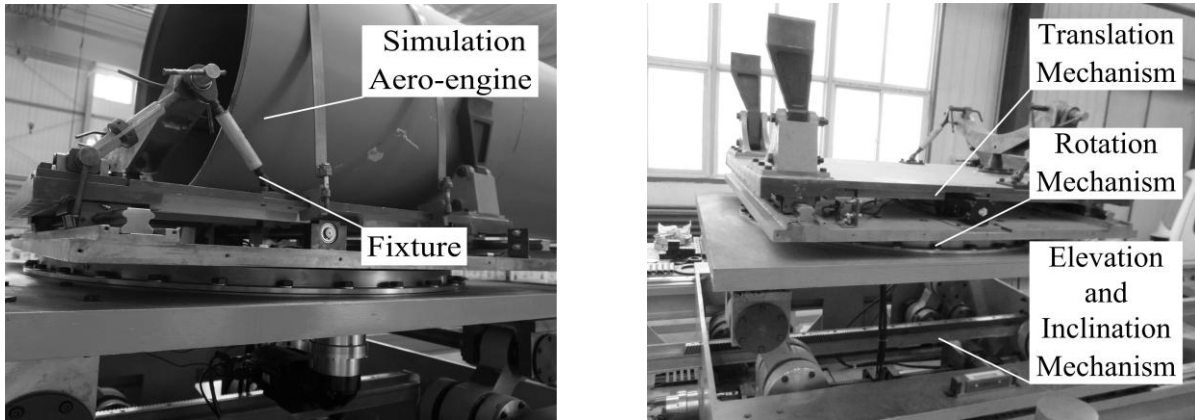 Simulation
Aero-engine
Fixture
Translation
Mechanism
Rotation
Mechanism
Elevation
and
Inclination
Mechanism